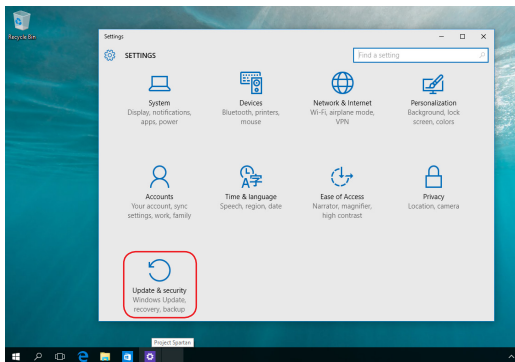 Recycle Bin
Settings
SETTINGS
Find a setting
System
Display, notifications,
apps, power
Devices
Bluetooth, printers,
mouse
Network & Internet
Wi-Fi, airplane mode,
VPN
Personalization
Background, lock
screen, colors
Accounts
Your account, sync
settings, work, family
Time & language
Speech, region, date
Ease of Access
Narrator, magnifier,
high contrast
Privacy
Location, camera
Update & security
Windows Update,
recovery, backup
Project Spartan